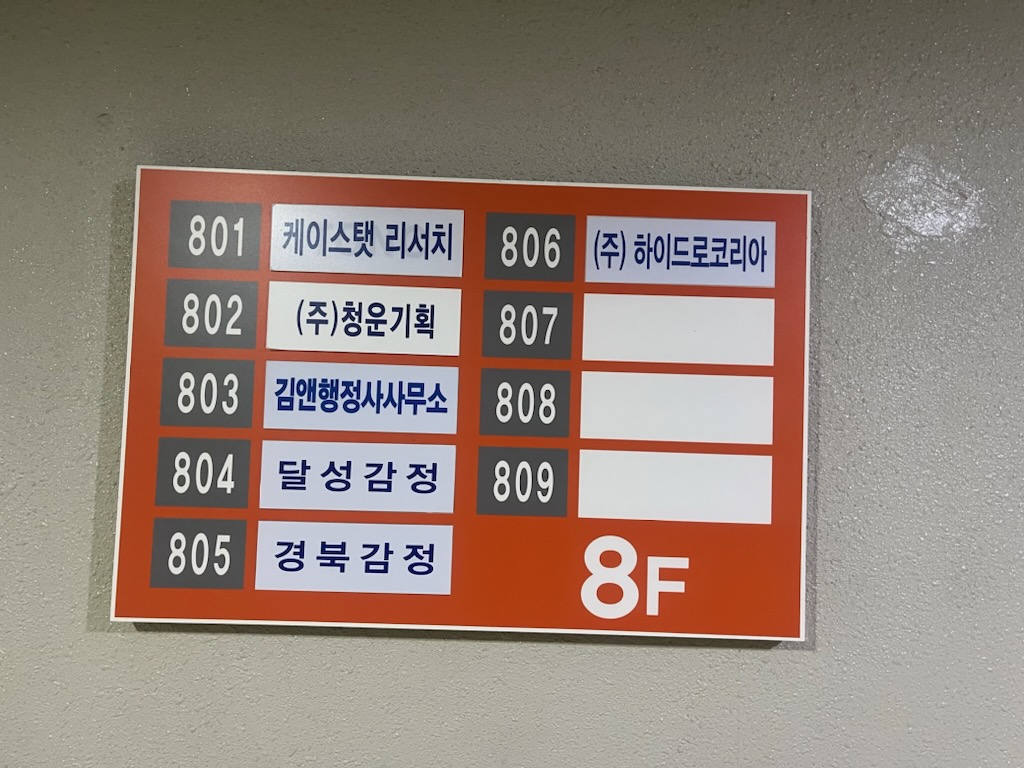 801 케이스탯 리서치
802 (주)청운기획
803 김앤행정사사무소
804 달성감정
805 경북감정
806 (주) 하이드로코리아
807
808
809
8F